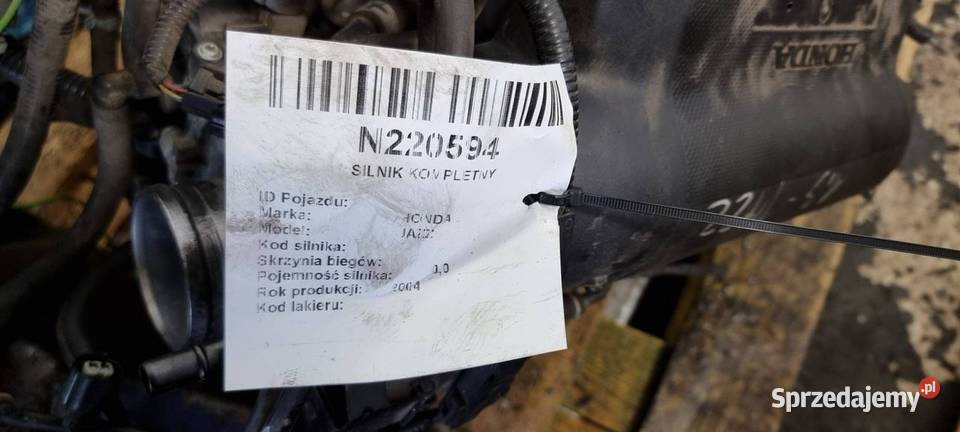 N220594
SILNIK KOMPLETNY
ID Pojazdu:
Marka: HONDA
Model: JAZZ
Kod silnika:
Skrzynia biegów:
Pojemność silnika: 0,0
Rok produkcji: 2004
Kod lakieru:
HONDA
Sprzedajemy.pl